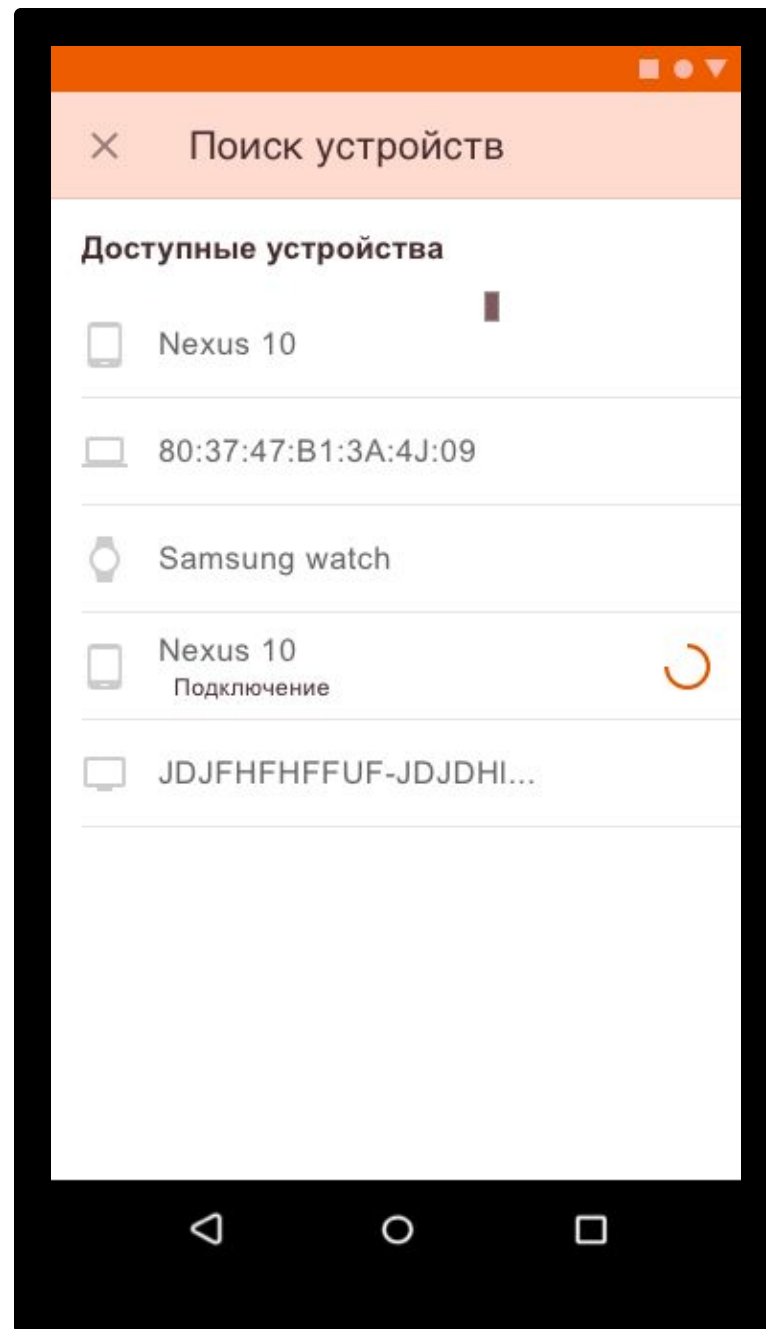 Поиск устройств
Доступные устройства
Nexus 10
80:37:47:B1:3A:4J:09
Samsung watch
Nexus 10
Подключение
JDJFHFHFFUF-JDJDHI...